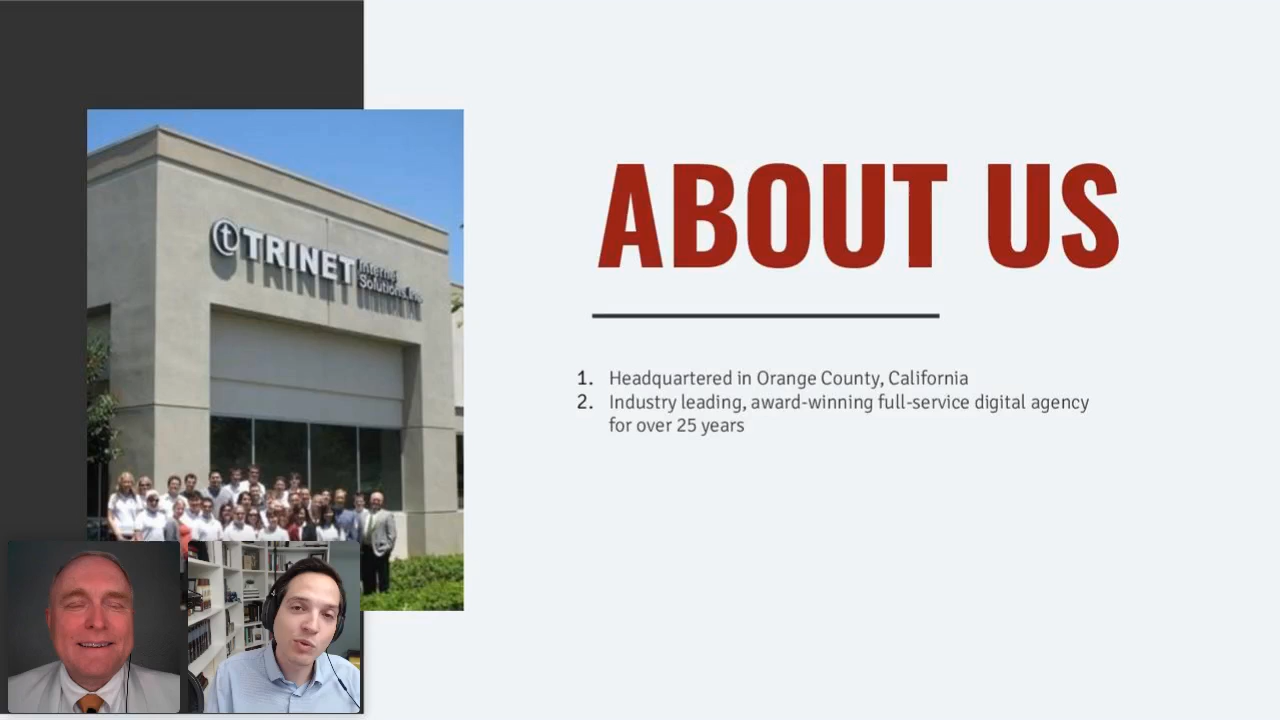 TRINET
Internet
Solutions, Inc
ABOUT US
1. Headquartered in Orange County, California
2. Industry leading, award-winning full-service digital agency
for over 25 years